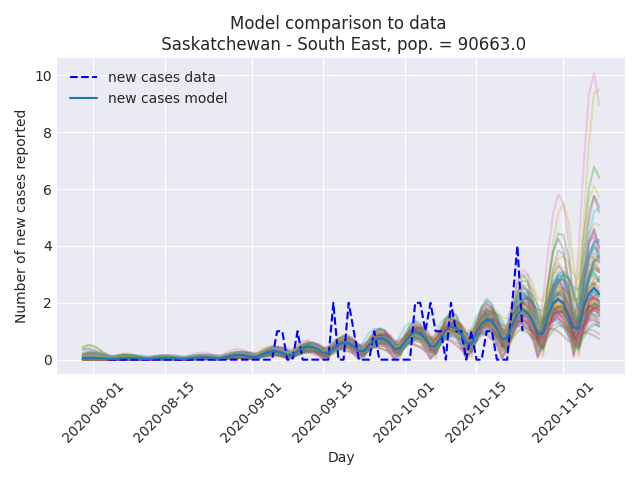 Model comparison to data
Saskatchewan - South East, pop. = 90663.0
new cases data
new cases model
Number of new cases reported
10
8
6
4
2
0
2020-08-01
2020-08-15
2020-09-01
2020-09-15
2020-10-01
2020-10-15
2020-11-01
Day